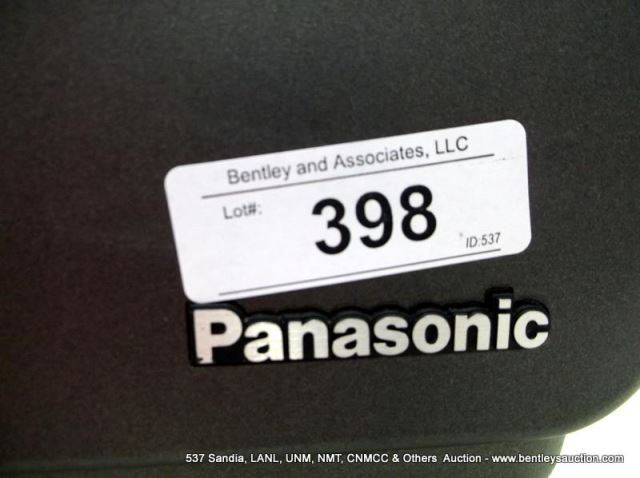 Bentley and Associates, LLC
Lot#:
398
ID:537
Panasonic
537 Sandia, LANL, UNM, NMT, CNMCC & Others Auction - www.bentleysauction.com